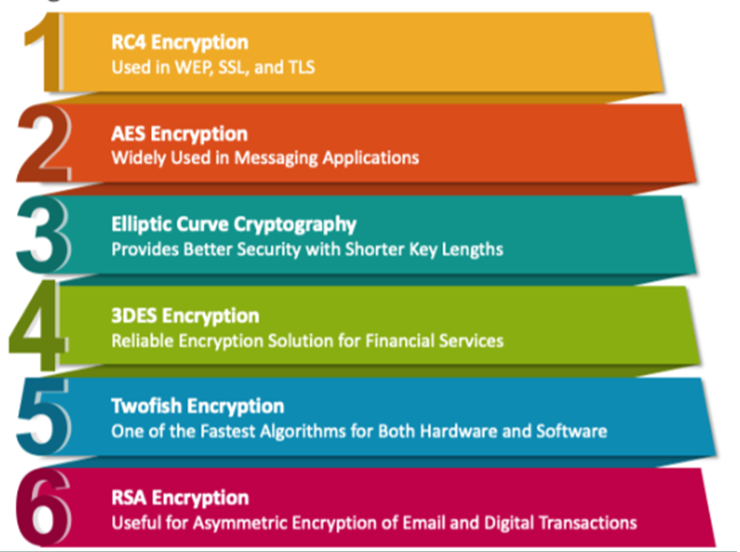 1
RC4 Encryption
Used in WEP, SSL, and TLS
2
AES Encryption
Widely Used in Messaging Applications
3
Elliptic Curve Cryptography
Provides Better Security with Shorter Key Lengths
4
3DES Encryption
Reliable Encryption Solution for Financial Services
5
Twofish Encryption
One of the Fastest Algorithms for Both Hardware and Software
6
RSA Encryption
Useful for Asymmetric Encryption of Email and Digital Transactions